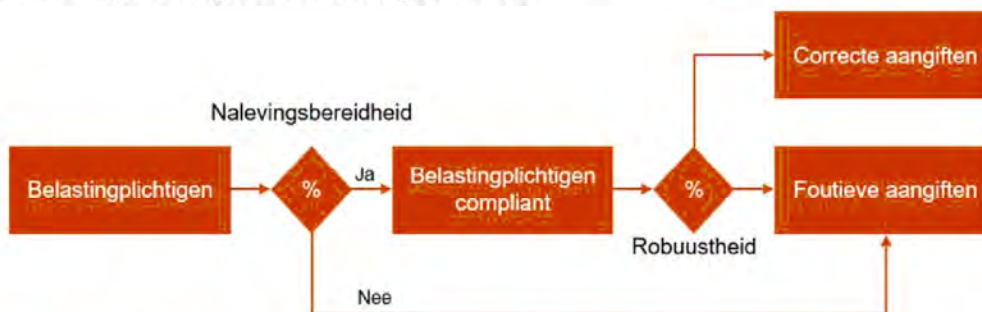 Correcte aangiften
Nalevingsbereidheid
Belastingplichtigen
%
Ja
Belastingplichtigen
compliant
%
Foutieve aangiften
Robuustheid
Nee